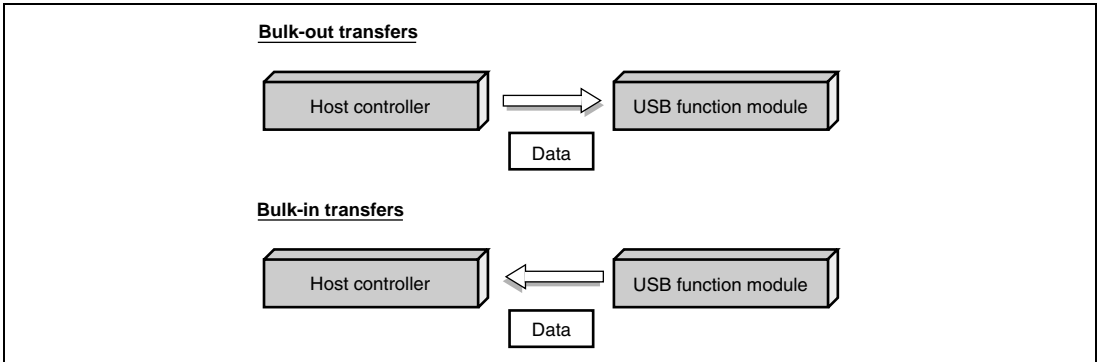 Bulk-out transfers
Host controller
USB function module
Data
Bulk-in transfers
Host controller
USB function module
Data